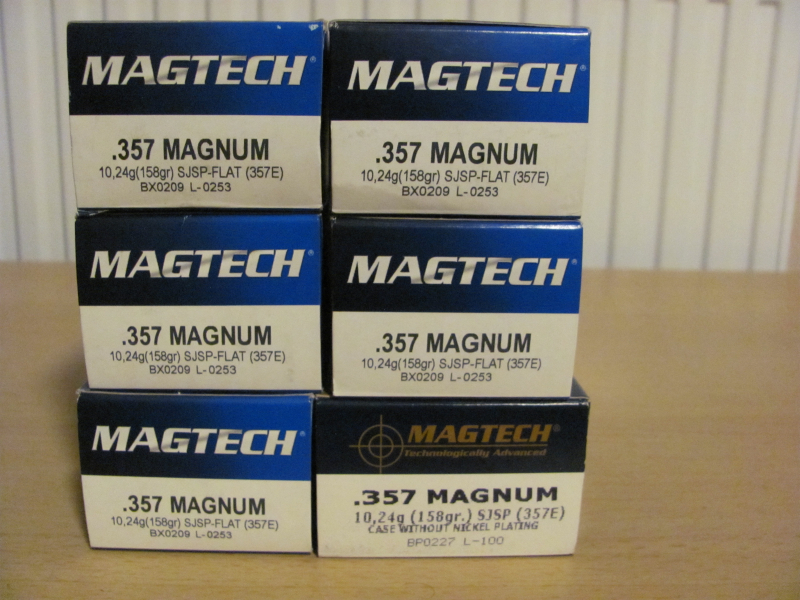 MAGTECH®
.357 MAGNUM
10,24g(158gr) SJSP-FLAT (357E)
BX0209 L-0253
MAGTECH®
.357 MAGNUM
10,24g(158gr) SJSP-FLAT (357E)
BX0209 L-0253
MAGTECH®
.357 MAGNUM
10,24g(158gr) SJSP-FLAT (357E)
BX0209 L-0253
MAGTECH®
.357 MAGNUM
10,24g(158gr) SJSP-FLAT (357E)
BX0209 L-0253
MAGTECH®
.357 MAGNUM
10,24g(158gr) SJSP-FLAT (357E)
BX0209 L-0253
MAGTECH®
Technologically Advanced
.357 MAGNUM
10,24g (158gr.) SJSP (357E)
CASE WITHOUT NICKEL PLATING
BP0227 L-100